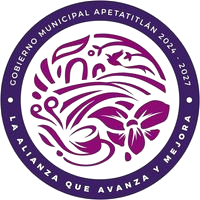 GOBIERNO MUNICIPAL APETATITLÁN 2024 - 2027
LA ALIANZA QUE AVANZA Y MEJORA